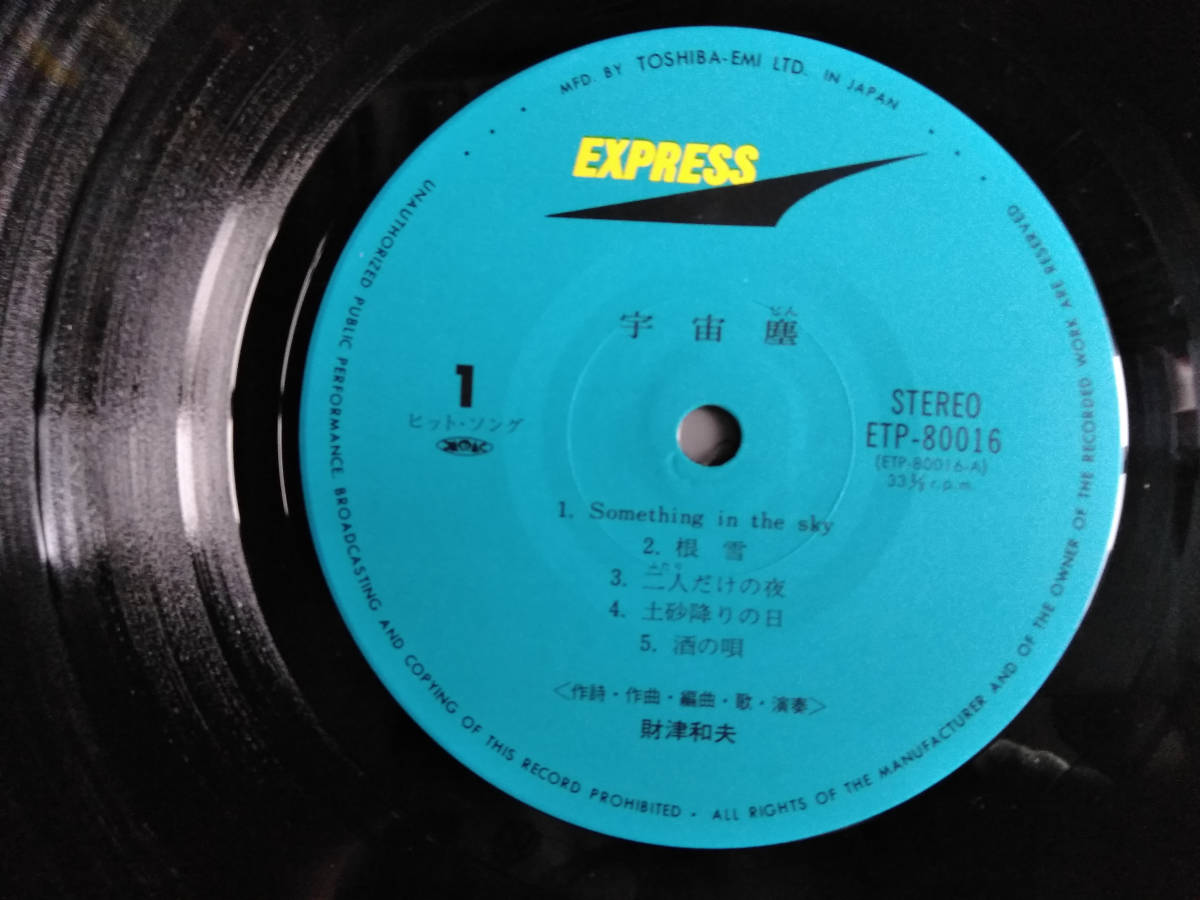 MFD. BY TOSHIBA-EMI LTD. IN JAPAN
EXPRESS
宇宙塵
1
ヒット・ソング
STEREO
ETP-80016
(ETP-80016-A)
33⅓ r.p.m.
1. Something in the sky
2. 根雪
ふたり
3. 二人だけの夜
4. 土砂降りの日
5. 酒の唄
<作詩・作曲・編曲・歌・演奏>
財津和夫
UNAUTHORIZED PUBLIC PERFORMANCE. BROADCASTING AND COPYING OF THIS RECORD PROHIBITED - ALL RIGHTS OF THE MANUFACTURER AND OF THE OWNER OF THE RECORDED WORK ARE RESERVED